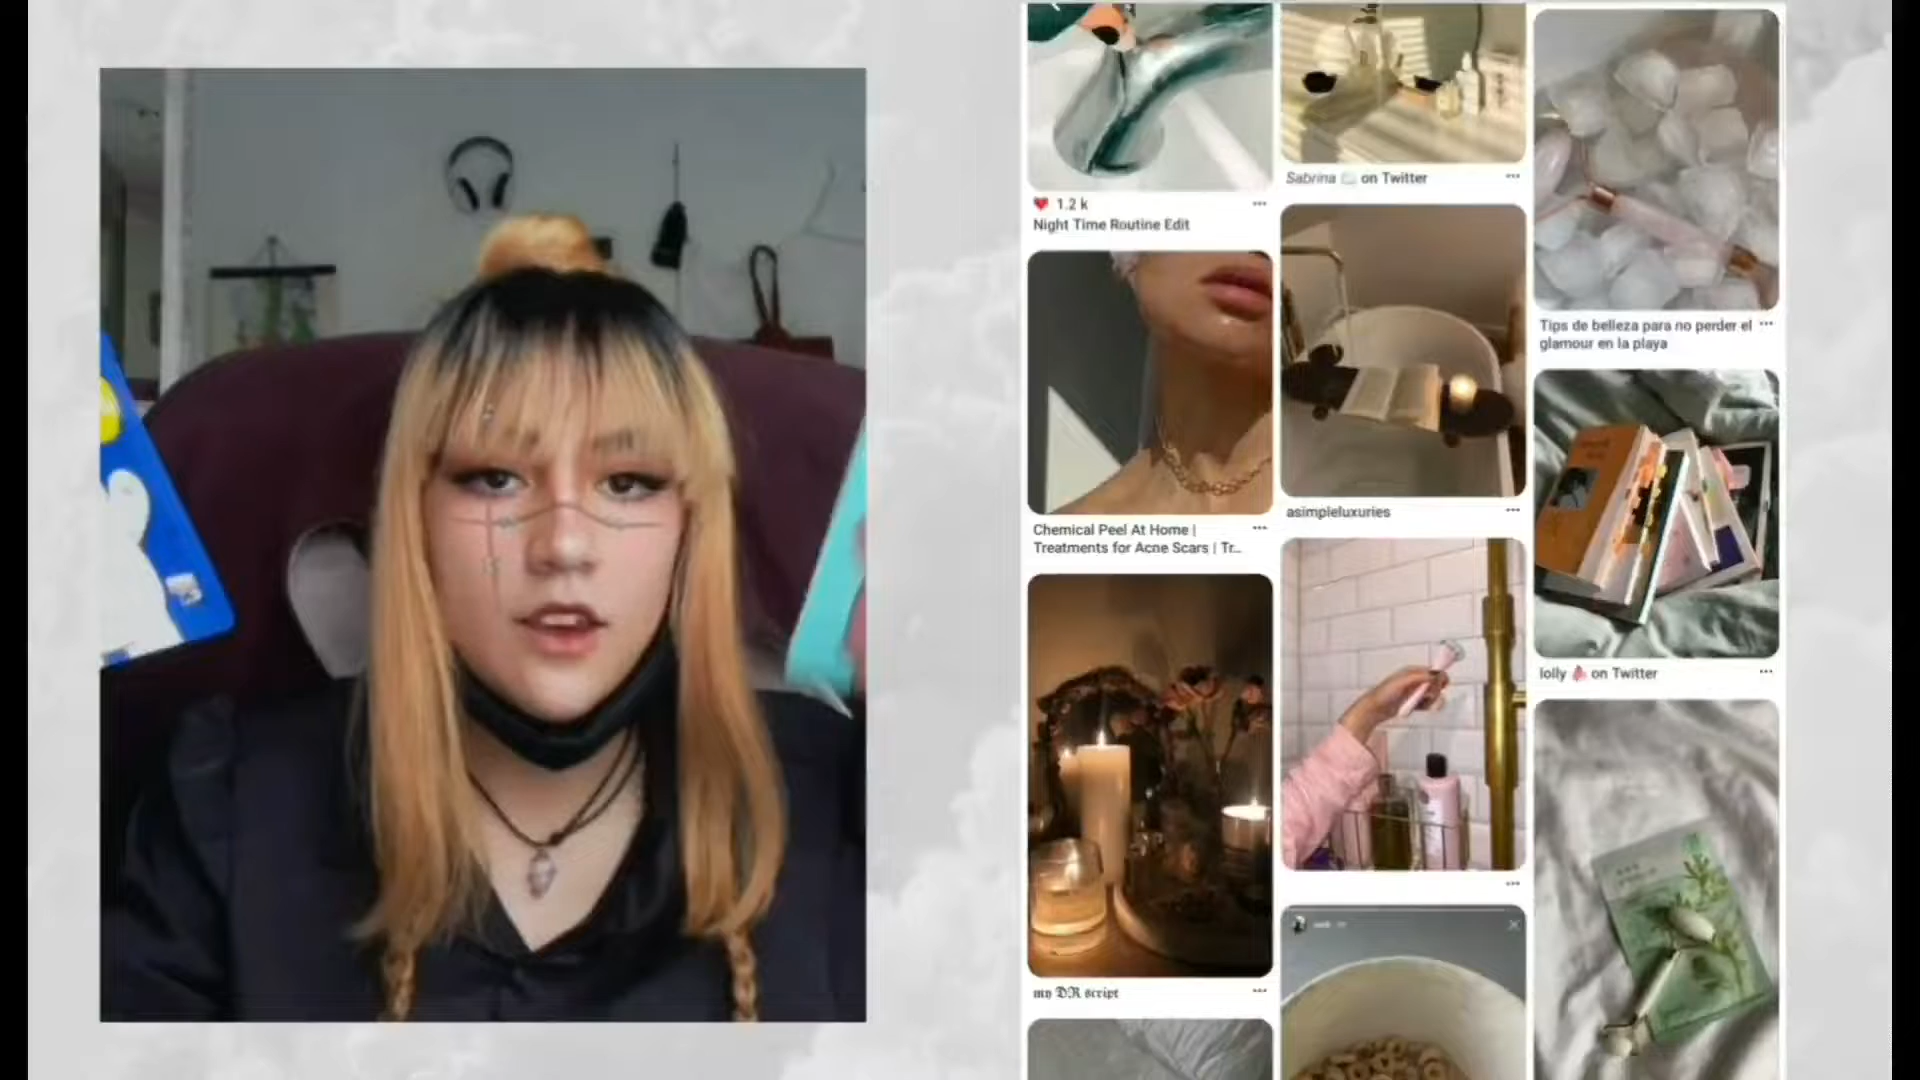 1.2 k
Night Time Routine Edit
Chemical Peel At Home |
Treatments for Acne Scars | Tr...
my DR script
Sabrina on Twitter
asimpleluxuries
Tips de belleza para no perder el
glamour en la playa
lolly on Twitter